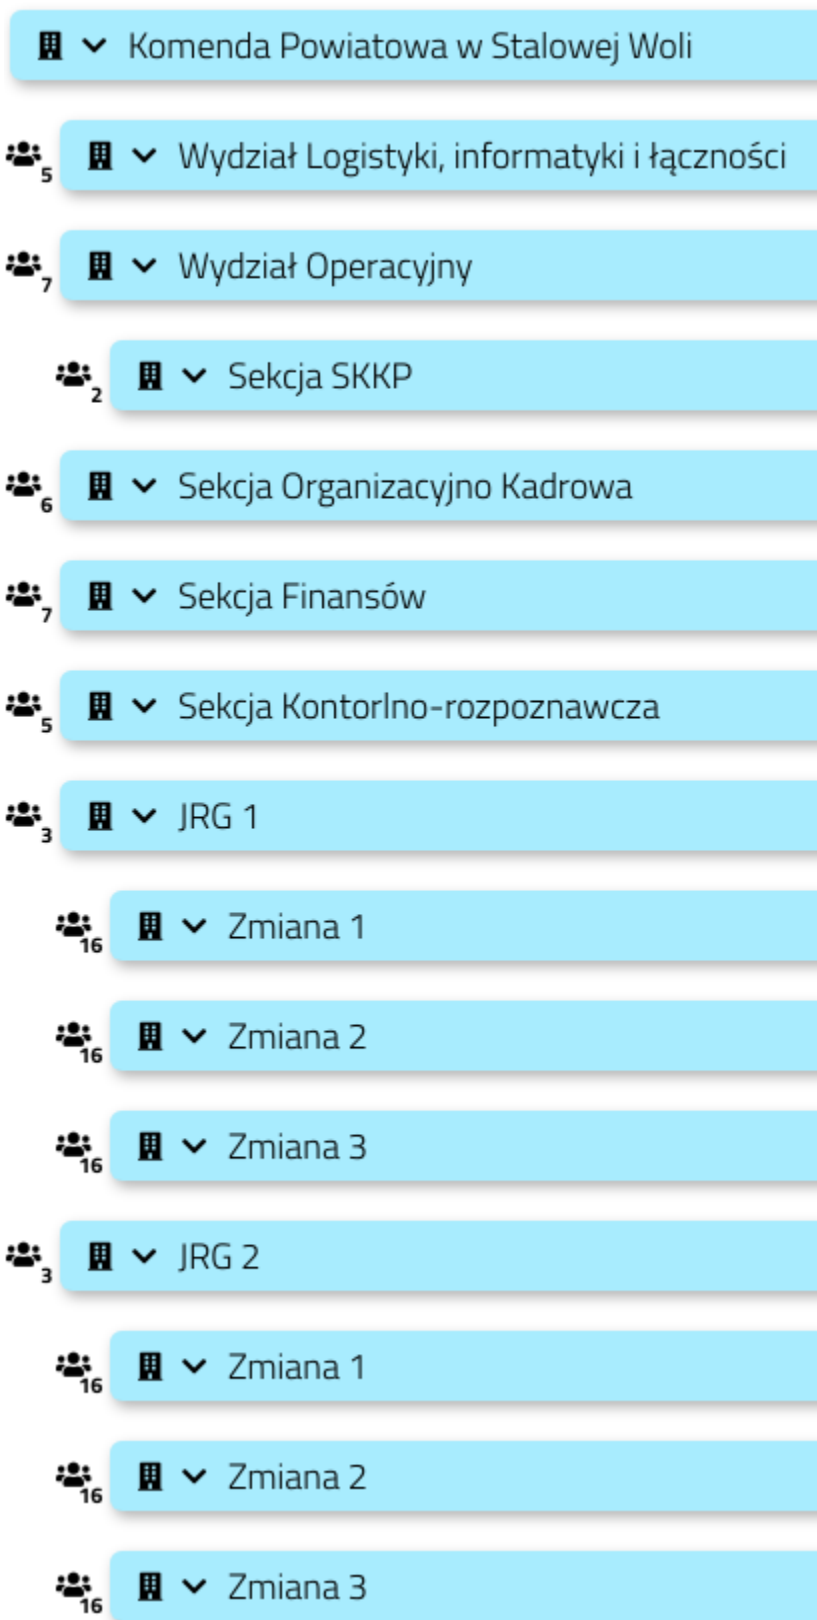 Komenda Powiatowa w Stalowej Woli
5 Wydział Logistyki, informatyki i łączności
7 Wydział Operacyjny
2 Sekcja SKKP
6 Sekcja Organizacyjno Kadrowa
7 Sekcja Finansów
5 Sekcja Kontorlno-rozpoznawcza
3 JRG 1
16 Zmiana 1
16 Zmiana 2
16 Zmiana 3
3 JRG 2
16 Zmiana 1
16 Zmiana 2
16 Zmiana 3